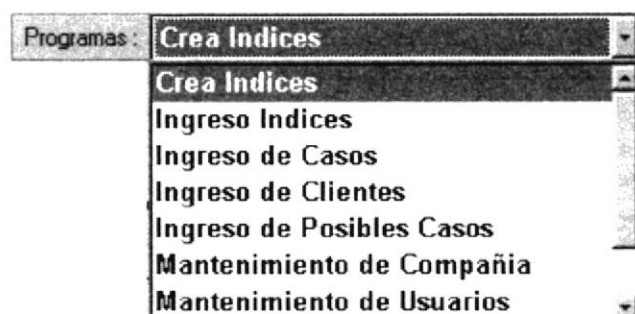 Programas : Crea Indices
Crea Indices
Ingreso Indices
Ingreso de Casos
Ingreso de Clientes
Ingreso de Posibles Casos
Mantenimiento de Compañia
Mantenimiento de Usuarios